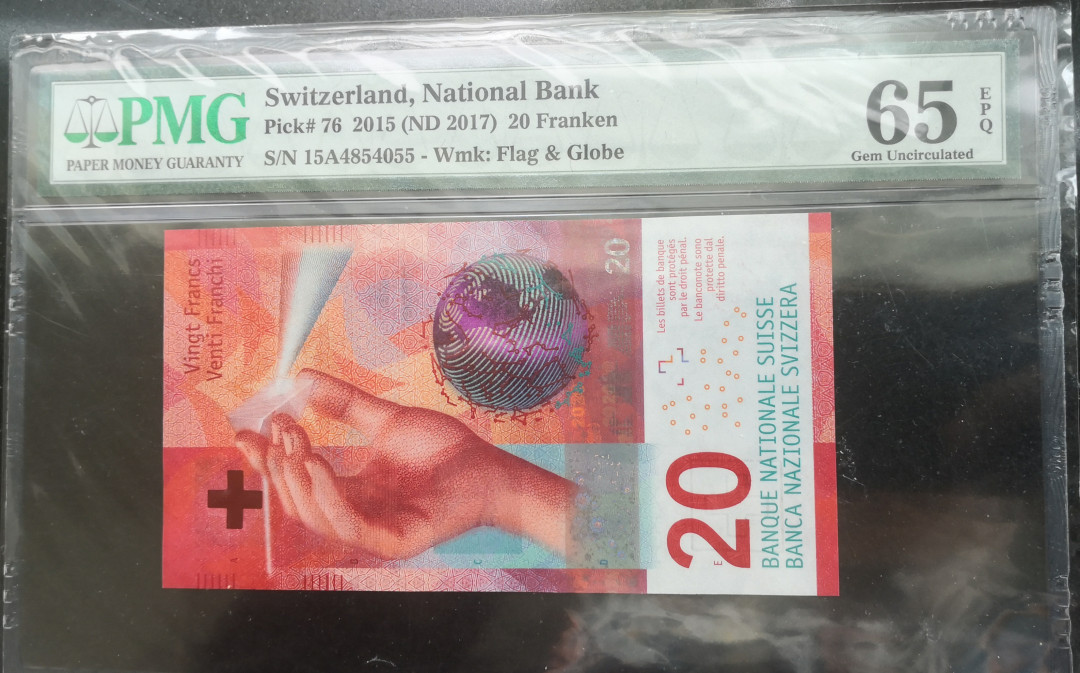 PMG
PAPER MONEY GUARANTY
Switzerland, National Bank
Pick# 76 2015 (ND 2017) 20 Franken
S/N 15A4854055 - Wmk: Flag & Globe
65
EPQ
Gem Uncirculated
Vingt Francs
Venti Franchi
20
Les billets de banque
sont protégés
par le droit pénal.
Le banconote sono
protette dal
diritto penale.
20
BANQUE NATIONALE SUISSE
BANCA NAZIONALE SVIZZERA
A
B
C
D
E